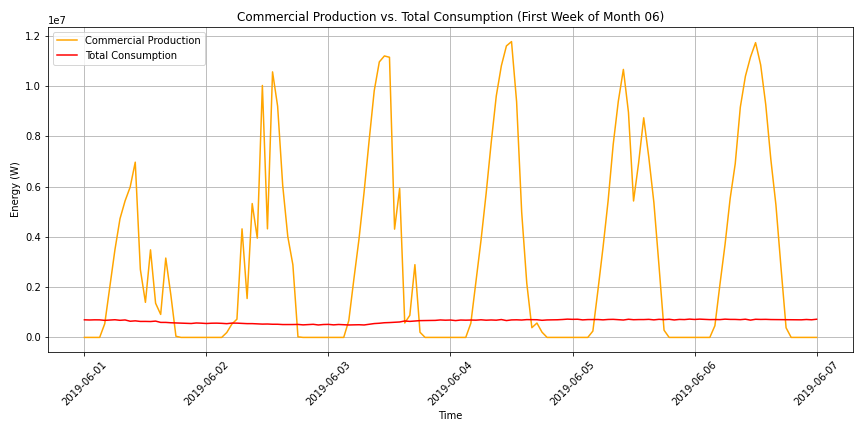 Commercial Production vs. Total Consumption (First Week of Month 06)
1e7
Commercial Production
Total Consumption
1.2
1.0
0.8
0.6
0.4
0.2
0.0
Energy (W)
2019-06-01
2019-06-02
2019-06-03
2019-06-04
2019-06-05
2019-06-06
2019-06-07
Time